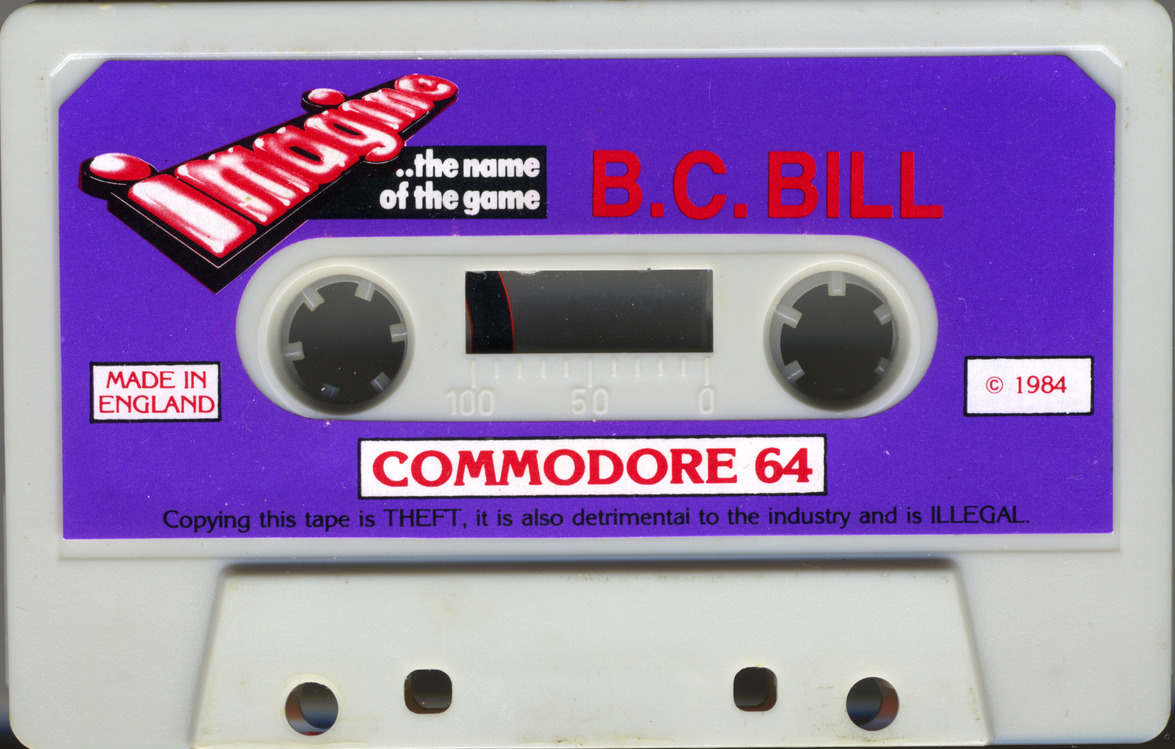 imagine
..the name
of the game
B.C. BILL
MADE IN
ENGLAND
100 50 0
© 1984
COMMODORE 64
Copying this tape is THEFT, it is also detrimental to the industry and is ILLEGAL.